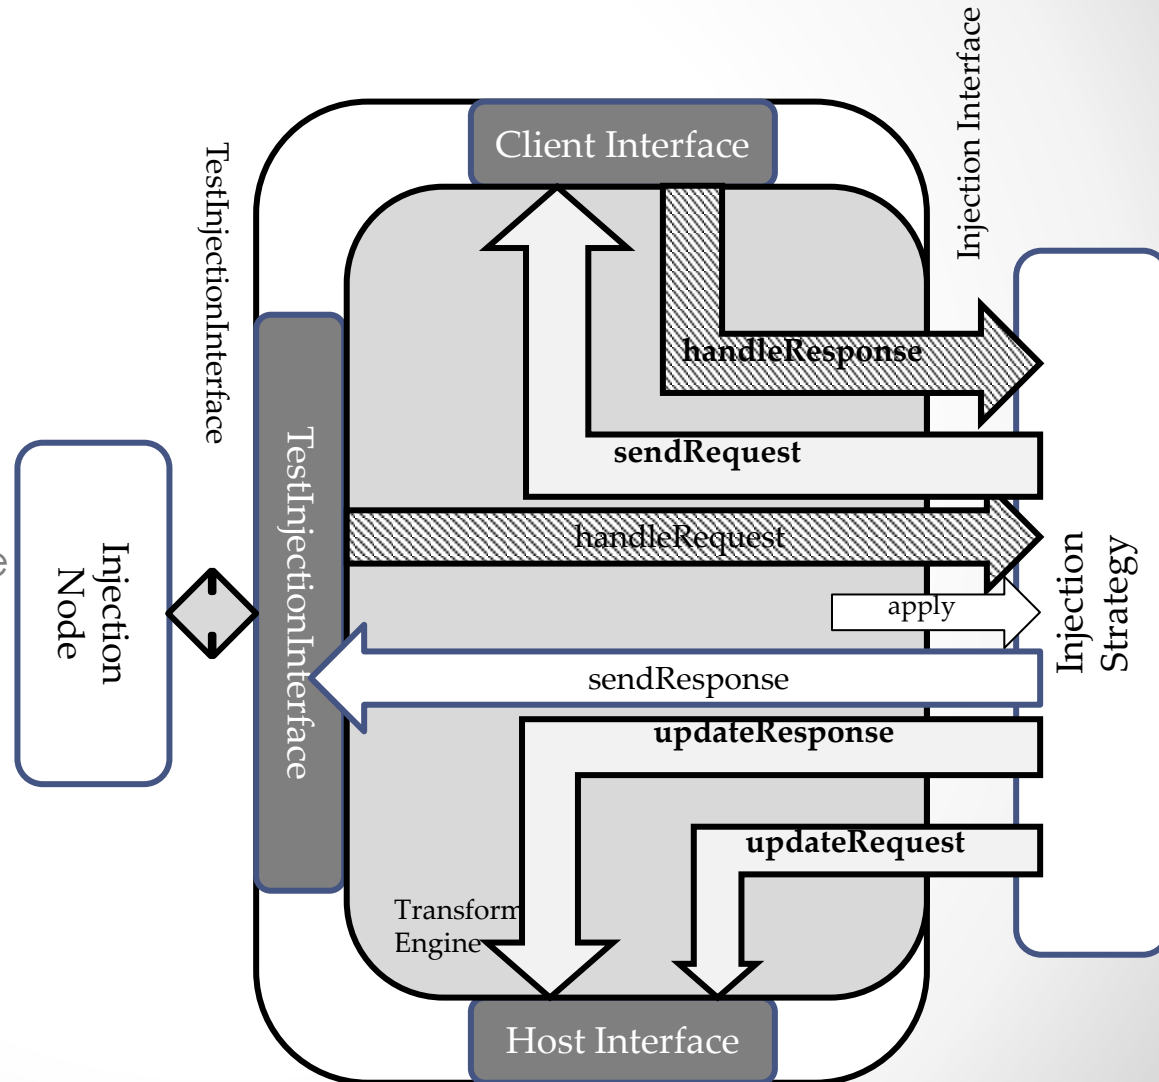 Injection Interface
Client Interface
TestInjectionInterface
handleResponse
sendRequest
TestInjectionInterface
handleRequest
Injection
Node
Injection
Strategy
apply
sendResponse
updateResponse
updateRequest
Transform
Engine
Host Interface